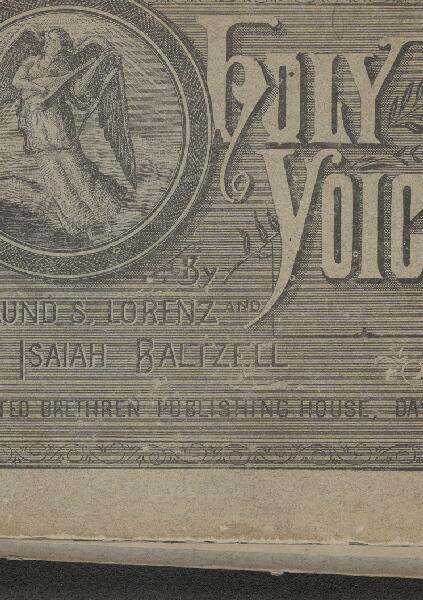 HOLY
VOIC
By
UND S. LORENZ AND
ISAIAH BALTZELL
TED BRETHREN PUBLISHING HOUSE, DA